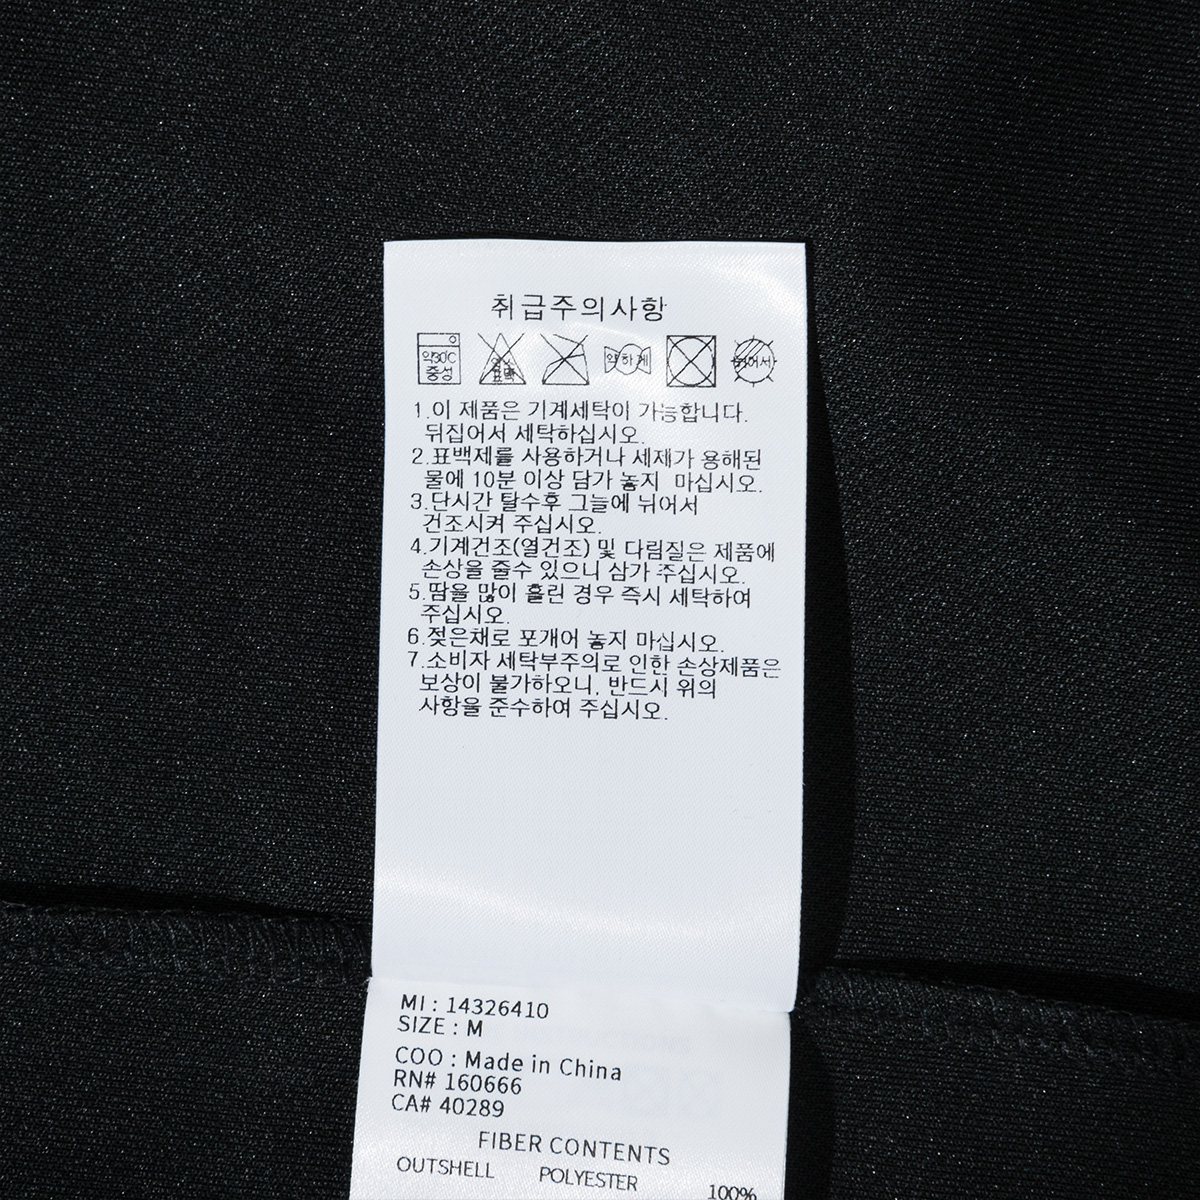 취급주의사항
약30℃
중성
염소
표백
약하게
뉘어서
1.이 제품은 기계세탁이 가능합니다.
뒤집어서 세탁하십시오.
2.표백제를 사용하거나 세제가 용해된
물에 10분 이상 담가 놓지 마십시오.
3.단시간 탈수후 그늘에 뉘어서
건조시켜 주십시오.
4.기계건조(열건조) 및 다림질은 제품에
손상을 줄수 있으니 삼가 주십시오.
5.땀을 많이 흘린 경우 즉시 세탁하여
주십시오.
6.젖은채로 포개어 놓지 마십시오.
7.소비자 세탁부주의로 인한 손상제품은
보상이 불가하오니, 반드시 위의
사항을 준수하여 주십시오.
MI : 14326410
SIZE : M
COO : Made in China
RN# 160666
CA# 40289
FIBER CONTENTS
OUTSHELL POLYESTER 100%